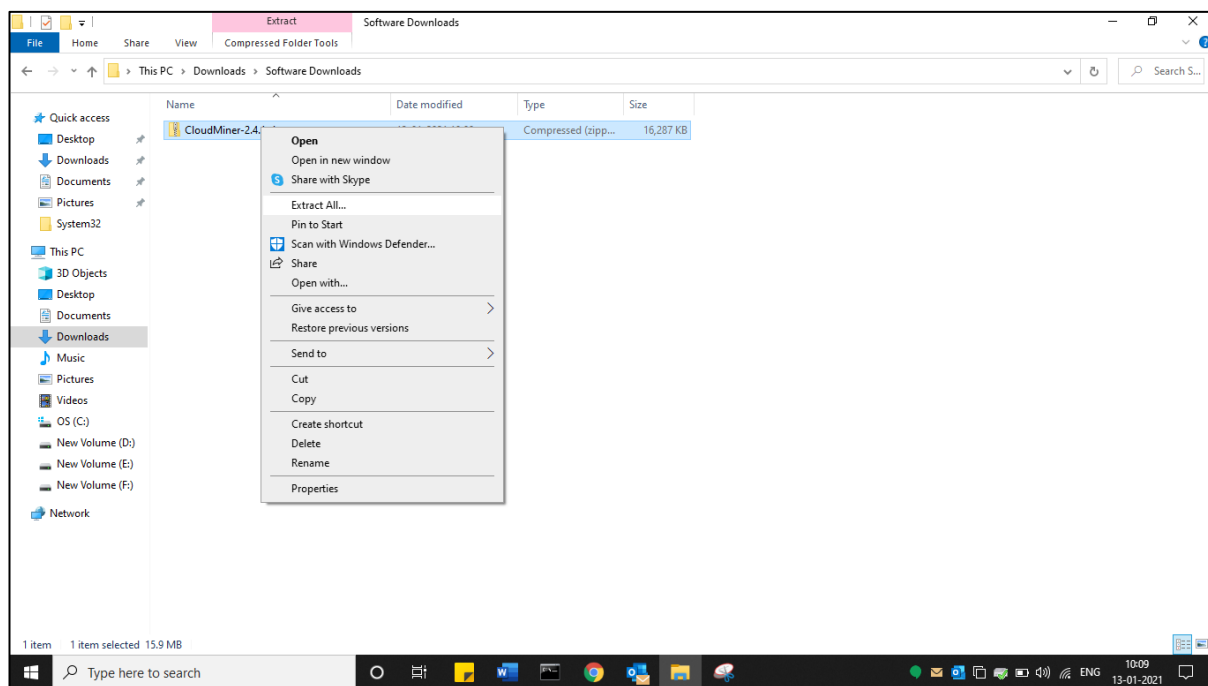 Extract
Software Downloads
File Home Share View Compressed Folder Tools
This PC > Downloads > Software Downloads
Search S...
Name Date modified Type Size
CloudMiner-2.4. Compressed (zipp... 16,287 KB
Quick access
Desktop
Downloads
Documents
Pictures
System32
This PC
3D Objects
Desktop
Documents
Downloads
Music
Pictures
Videos
OS (C:)
New Volume (D:)
New Volume (E:)
New Volume (F:)
Network
Open
Open in new window
Share with Skype
Extract All...
Pin to Start
Scan with Windows Defender...
Share
Open with...
Give access to
Restore previous versions
Send to
Cut
Copy
Create shortcut
Delete
Rename
Properties
1 item 1 item selected 15.9 MB
Type here to search
ENG
10:09
13-01-2021